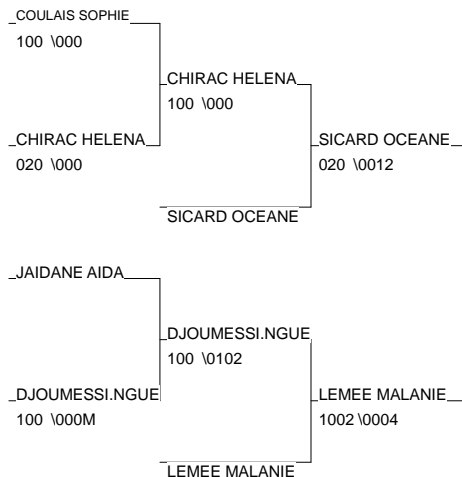 COULAIS SOPHIE
100 \000
CHIRAC HELENA
100 \000
CHIRAC HELENA
020 \000
SICARD OCEANE
020 \0012
SICARD OCEANE
JAIDANE AIDA
DJOUMESSI.NGUE
100 \0102
DJOUMESSI.NGUE
100 \000M
LEMEE MALANIE
1002 \0004
LEMEE MALANIE